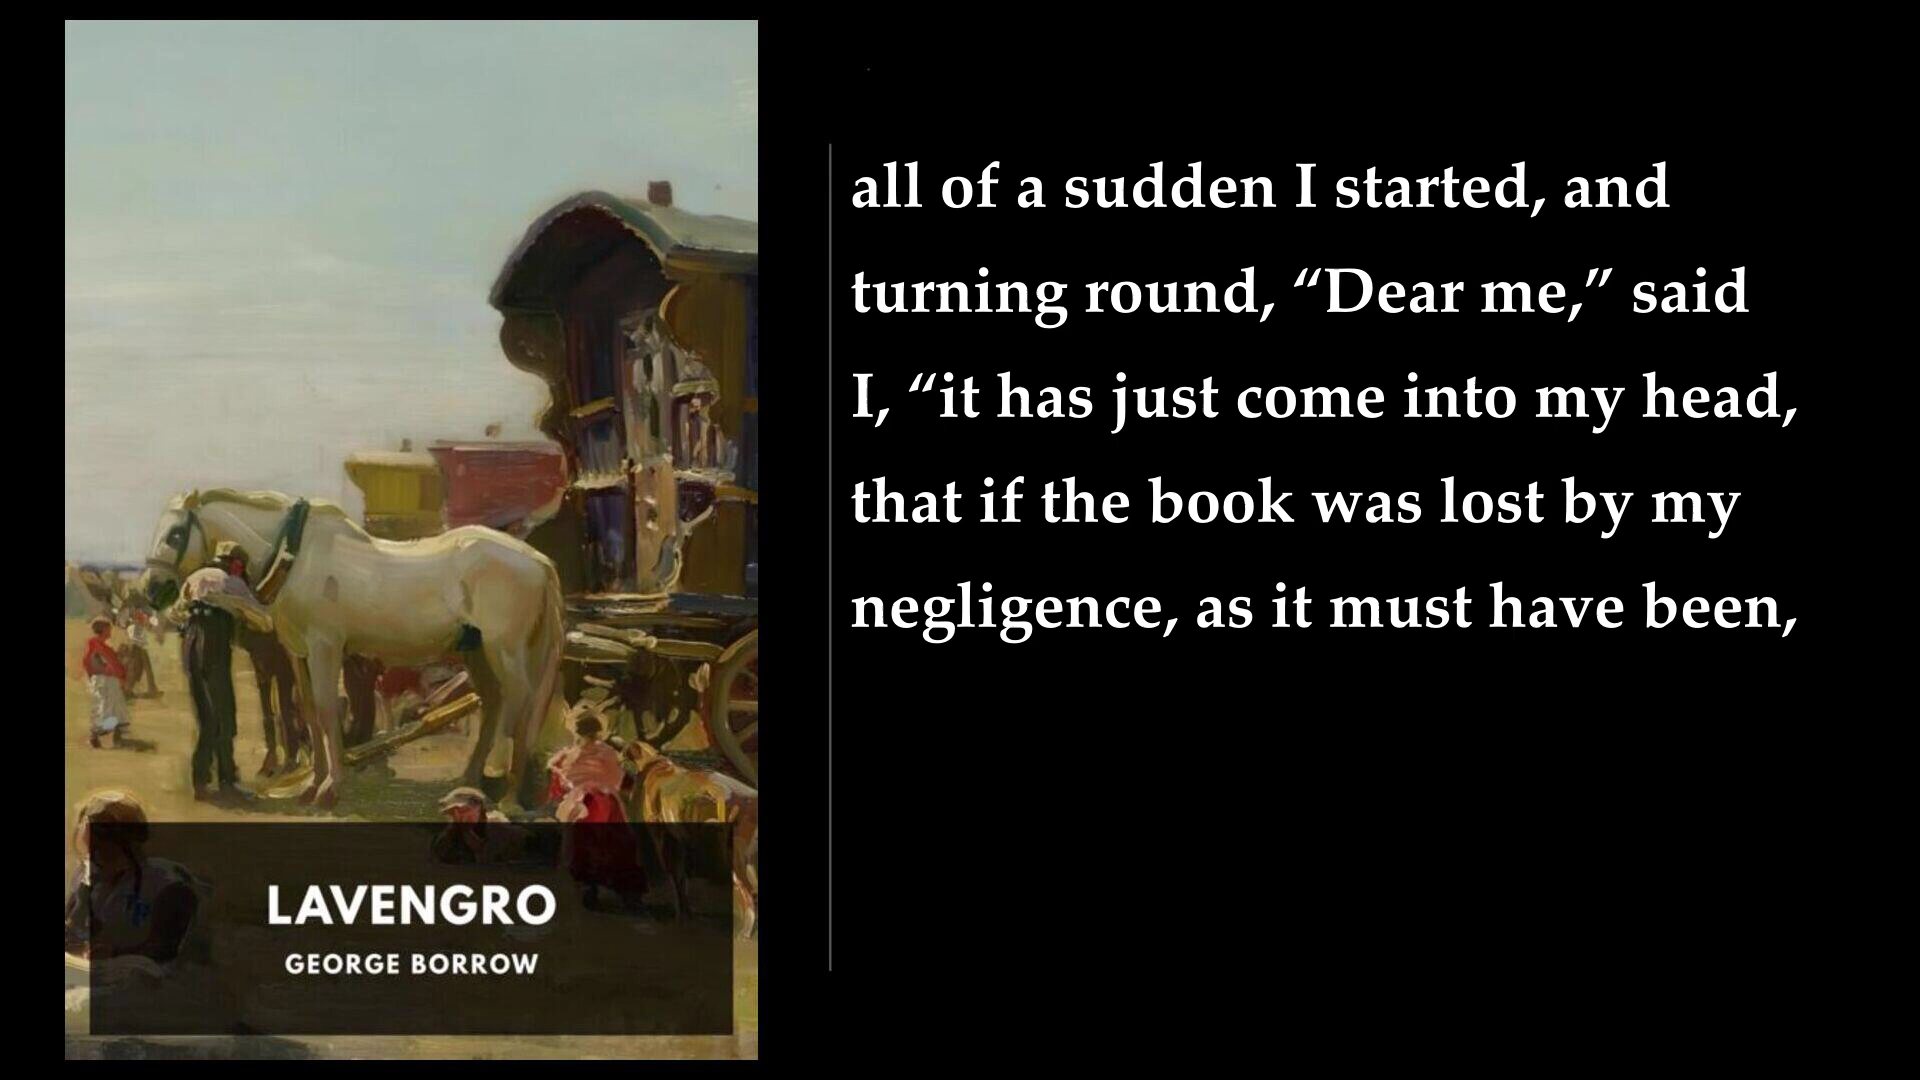 all of a sudden I started, and
turning round, “Dear me,” said
I, “it has just come into my head,
that if the book was lost by my
negligence, as it must have been,
LAVENGRO
GEORGE BORROW